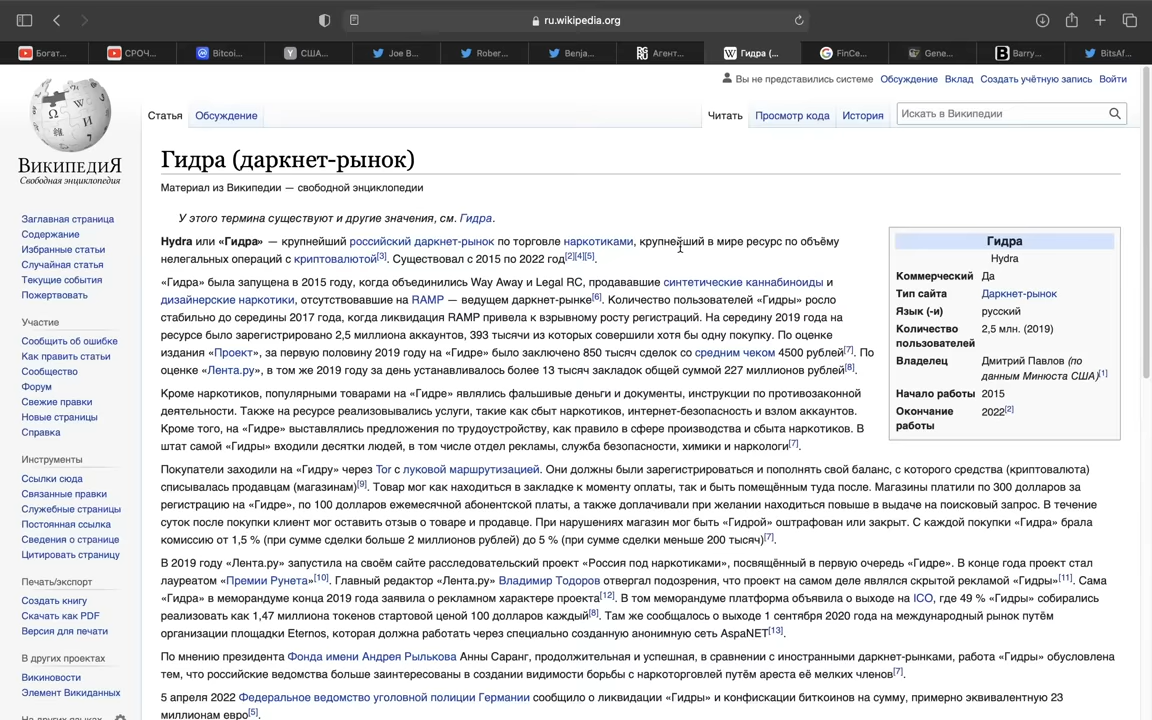 ru.wikipedia.org
Богат...
СРОЧ...
Bitcoi...
США...
Joe B...
Rober...
Benja...
Агент...
Гидра (...
FinCe...
Gene...
Barry...
BitsAf...
Вы не представились системе Обсуждение Вклад Создать учётную запись Войти
Статья Обсуждение Читать Просмотр кода История Искать в Википедии
ВИКИПЕДИЯ
Свободная энциклопедия
Заглавная страница
Содержание
Избранные статьи
Случайная статья
Текущие события
Пожертвовать
Участие
Сообщить об ошибке
Как править статьи
Сообщество
Форум
Свежие правки
Новые страницы
Справка
Инструменты
Ссылки сюда
Связанные правки
Служебные страницы
Постоянная ссылка
Сведения о странице
Цитировать страницу
Печать/экспорт
Создать книгу
Скачать как PDF
Версия для печати
В других проектах
Викиновости
Элемент Викиданных
На других языках
Гидра (даркнет-рынок)
Материал из Википедии — свободной энциклопедии
У этого термина существуют и другие значения, см. Гидра.
Hydra или «Гидра» — крупнейший российский даркнет-рынок по торговле наркотиками, крупнейший в мире ресурс по объёму
нелегальных операций с криптовалютой[3]. Существовал с 2015 по 2022 год[2][4][5].
«Гидра» была запущена в 2015 году, когда объединились Way Away и Legal RC, продававшие синтетические каннабиноиды и
дизайнерские наркотики, отсутствовавшие на RAMP — ведущем даркнет-рынке[6]. Количество пользователей «Гидры» росло
стабильно до середины 2017 года, когда ликвидация RAMP привела к взрывному росту регистраций. На середину 2019 года на
ресурсе было зарегистрировано 2,5 миллиона аккаунтов, 393 тысячи из которых совершили хотя бы одну покупку. По оценке
издания «Проект», за первую половину 2019 году на «Гидре» было заключено 850 тысяч сделок со средним чеком 4500 рублей[7]. По
оценке «Лента.ру», в том же 2019 году за день устанавливалось более 13 тысяч закладок общей суммой 227 миллионов рублей[8].
Кроме наркотиков, популярными товарами на «Гидре» являлись фальшивые деньги и документы, инструкции по противозаконной
деятельности. Также на ресурсе реализовывались услуги, такие как сбыт наркотиков, интернет-безопасность и взлом аккаунтов.
Кроме того, на «Гидре» выставлялись предложения по трудоустройству, как правило в сфере производства и сбыта наркотиков. В
штат самой «Гидры» входили десятки людей, в том числе отдел рекламы, служба безопасности, химики и наркологи[7].
Покупатели заходили на «Гидру» через Tor с луковой маршрутизацией. Они должны были зарегистрироваться и пополнять свой баланс, с которого средства (криптовалюта)
списывалась продавцам (магазинам)[9]. Товар мог как находиться в закладке к моменту оплаты, так и быть помещённым туда после. Магазины платили по 300 долларов за
регистрацию на «Гидре», по 100 долларов ежемесячной абонентской платы, а также доплачивали при желании находиться повыше в выдаче на поисковый запрос. В течение
суток после покупки клиент мог оставить отзыв о товаре и продавце. При нарушениях магазин мог быть «Гидрой» оштрафован или закрыт. С каждой покупки «Гидра» брала
комиссию от 1,5 % (при сумме сделки больше 2 миллионов рублей) до 5 % (при сумме сделки меньше 200 тысяч)[7].
В 2019 году «Лента.ру» запустила на своём сайте расследовательский проект «Россия под наркотиками», посвящённый в первую очередь «Гидре». В конце года проект стал
лауреатом «Премии Рунета»[10]. Главный редактор «Лента.ру» Владимир Тодоров отвергал подозрения, что проект на самом деле являлся скрытой рекламой «Гидры»[11]. Сама
«Гидра» в меморандуме конца 2019 года заявила о рекламном характере проекта[12]. В том меморандуме платформа объявила о выходе на ICO, где 49 % «Гидры» собирались
реализовать как 1,47 миллиона токенов стартовой ценой 100 долларов каждый[8]. Там же сообщалось о выходе 1 сентября 2020 года на международный рынок путём
организации площадки Eternos, которая должна работать через специально созданную анонимную сеть AspaNET[13].
По мнению президента Фонда имени Андрея Рылькова Анны Саранг, продолжительная и успешная, в сравнении с иностранными даркнет-рынками, работа «Гидры» обусловлена
тем, что российские ведомства больше заинтересованы в создании видимости борьбы с наркоторговлей путём ареста её мелких членов[7].
5 апреля 2022 Федеральное ведомство уголовной полиции Германии сообщило о ликвидации «Гидры» и конфискации биткоинов на сумму, примерно эквивалентную 23
миллионам евро[5].
Гидра
Hydra
Коммерческий Да
Тип сайта Даркнет-рынок
Язык (-и) русский
Количество 2,5 млн. (2019)
пользователей
Владелец Дмитрий Павлов (по
данным Минюста США)[1]
Начало работы 2015
Окончание 2022[2]
работы